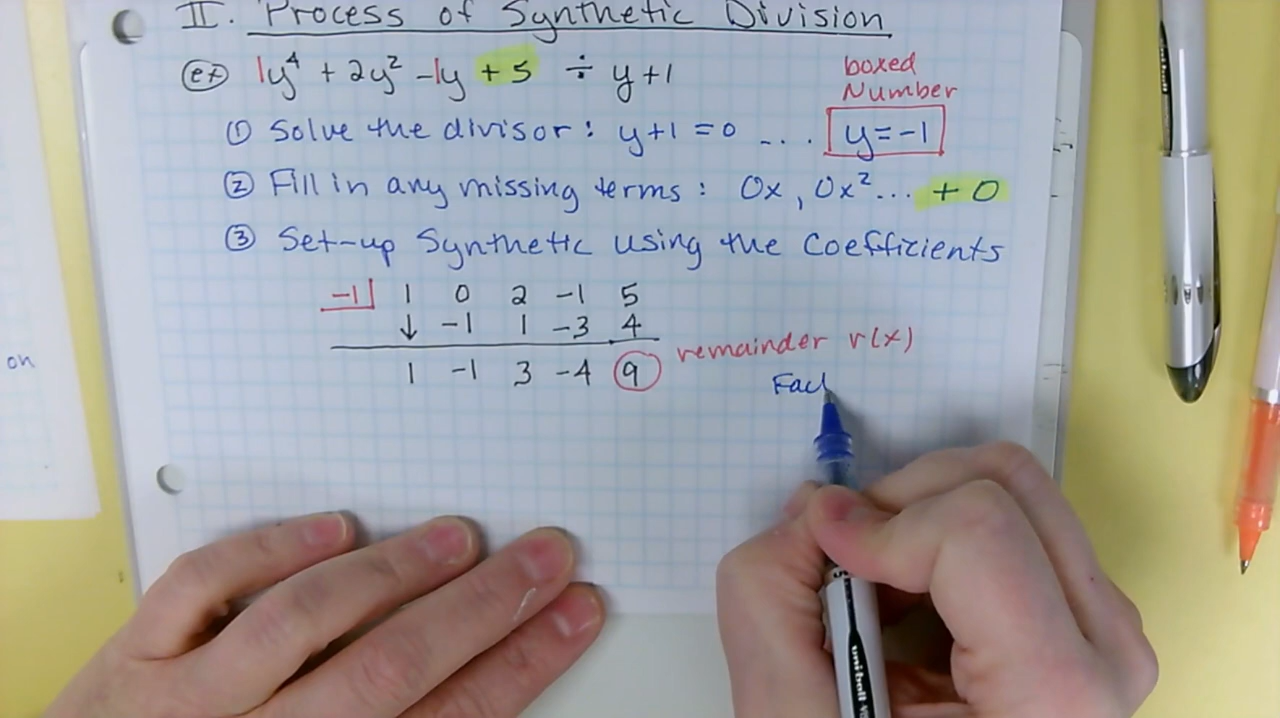 II. Process of Synthetic Division
ex 1y⁴ + 2y² -1y + 5 ÷ y + 1
boxed
Number
① Solve the divisor: y+1 = 0 ... y = -1
② Fill in any missing terms: 0x, 0x² ... + 0
③ Set-up Synthetic using the Coefficients
-1 1 0 2 -1 5
↓ -1 1 -3 4
remainder r(x)
1 -1 3 -4 9
Fact
on
uniball